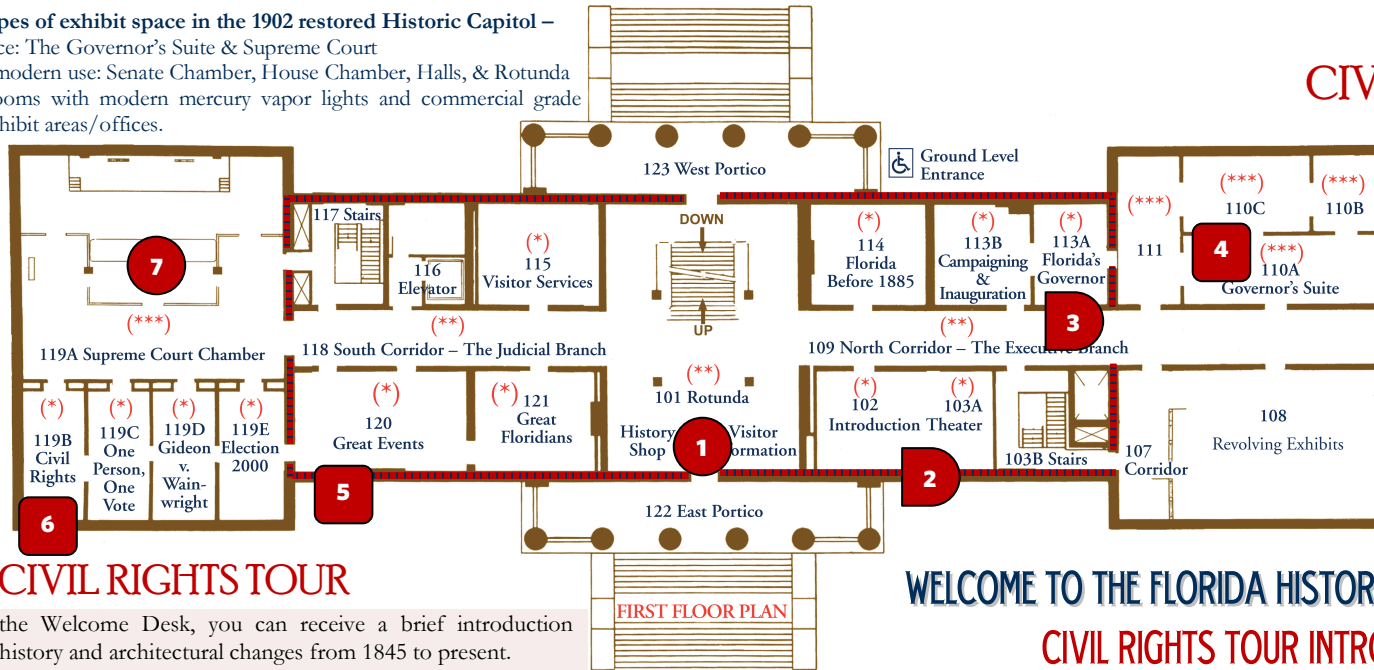 pes of exhibit space in the 1902 restored Historic Capitol –
ce: The Governor's Suite & Supreme Court
modern use: Senate Chamber, House Chamber, Halls, & Rotunda
ooms with modern mercury vapor lights and commercial grade
hibit areas/offices.
CIV
123 West Portico
Ground Level
Entrance
117 Stairs
116
Elevator
(*)
115
Visitor Services
DOWN
UP
(*)
114
Florida
Before 1885
(*)
113B
Campaigning
&
Inauguration
(*)
113A
Florida's
Governor
(***)
111
(***)
110C
(***)
110B
4
(***)
110A
Governor's Suite
7
(***)
119A Supreme Court Chamber
(**)
118 South Corridor – The Judicial Branch
(**)
109 North Corridor – The Executive Branch
3
(**)
101 Rotunda
History
Shop
1
Visitor
ormation
(*)
119B
Civil
Rights
(*)
119C
One
Person,
One
Vote
(*)
119D
Gideon
v.
Wain-
wright
(*)
119E
Election
2000
(*)
120
Great Events
(*)
121
Great
Floridians
(*)
102
(*)
103A
Introduction Theater
103B Stairs
107
Corridor
108
Revolving Exhibits
6
5
2
122 East Portico
FIRST FLOOR PLAN
CIVIL RIGHTS TOUR
the Welcome Desk, you can receive a brief introduction
history and architectural changes from 1845 to present.
WELCOME TO THE FLORIDA HISTOR
CIVIL RIGHTS TOUR INTRO